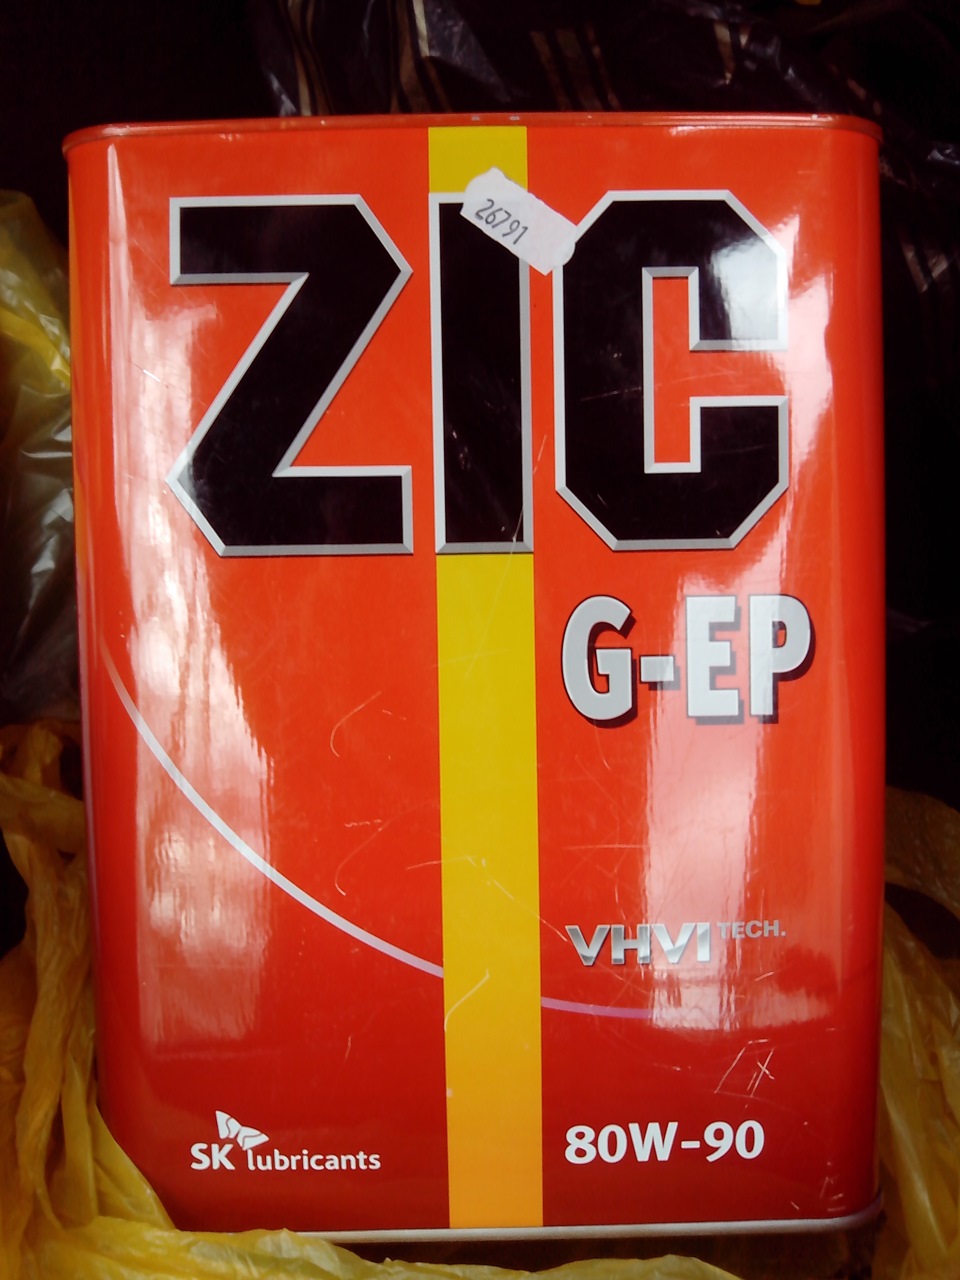 ZIC
26791
G-EP
VHVI TECH.
SK lubricants
80W-90